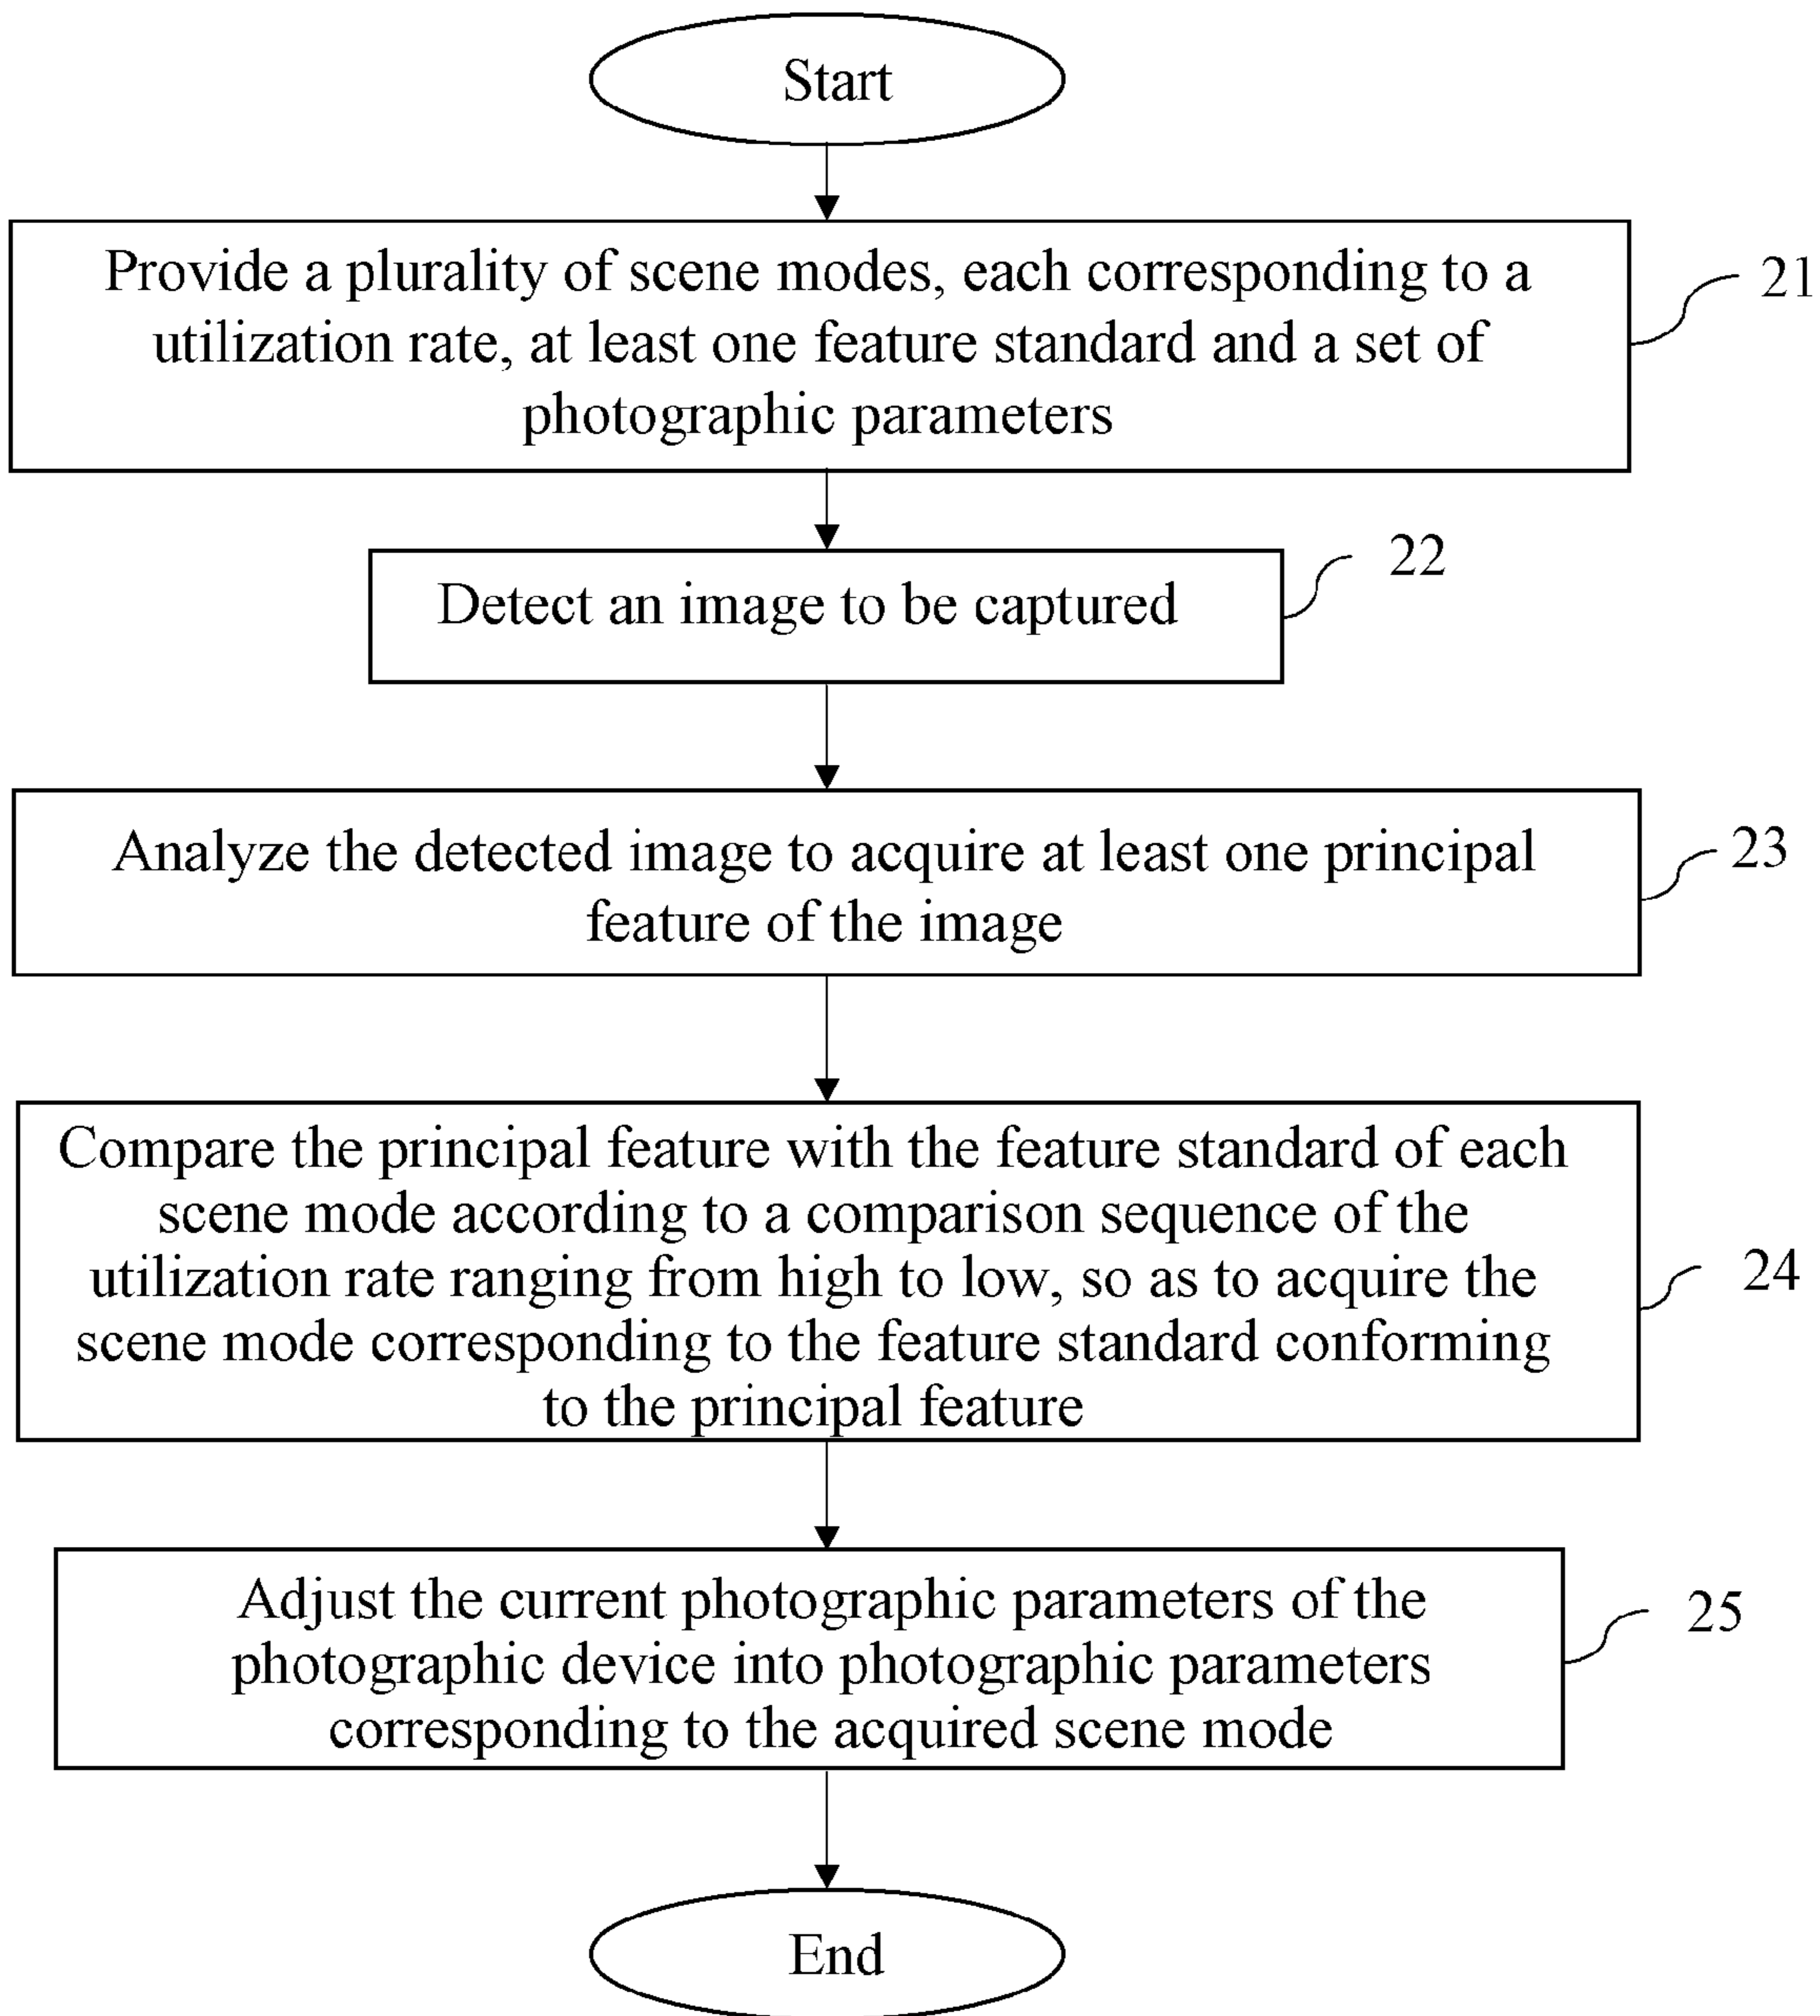 Start
Provide a plurality of scene modes, each corresponding to a
utilization rate, at least one feature standard and a set of
photographic parameters
21
Detect an image to be captured
22
Analyze the detected image to acquire at least one principal
feature of the image
23
Compare the principal feature with the feature standard of each
scene mode according to a comparison sequence of the
utilization rate ranging from high to low, so as to acquire the
scene mode corresponding to the feature standard conforming
to the principal feature
24
Adjust the current photographic parameters of the
photographic device into photographic parameters
corresponding to the acquired scene mode
25
End